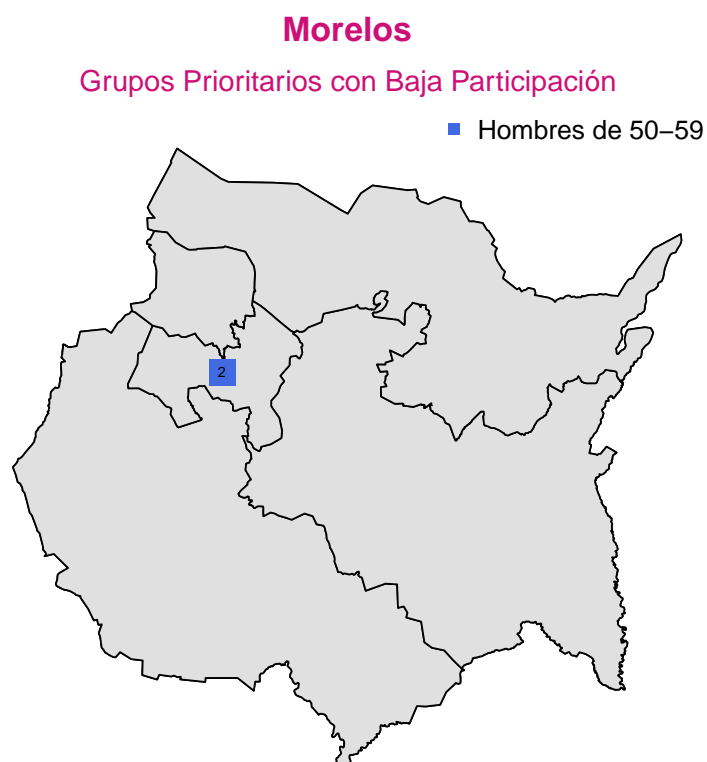 Morelos
Grupos Prioritarios con Baja Participación
Hombres de 50−59
2